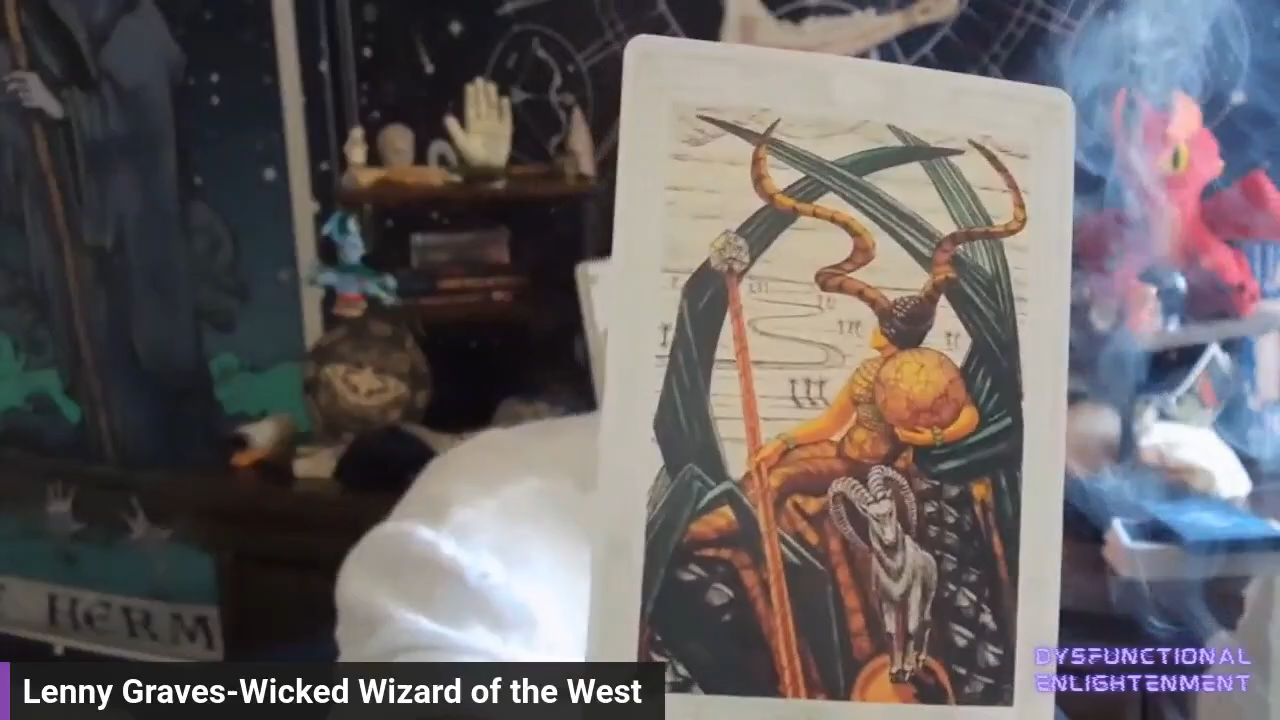 E HERM
Lenny Graves-Wicked Wizard of the West
DYSFUNCTIONAL
ENLIGHTENMENT